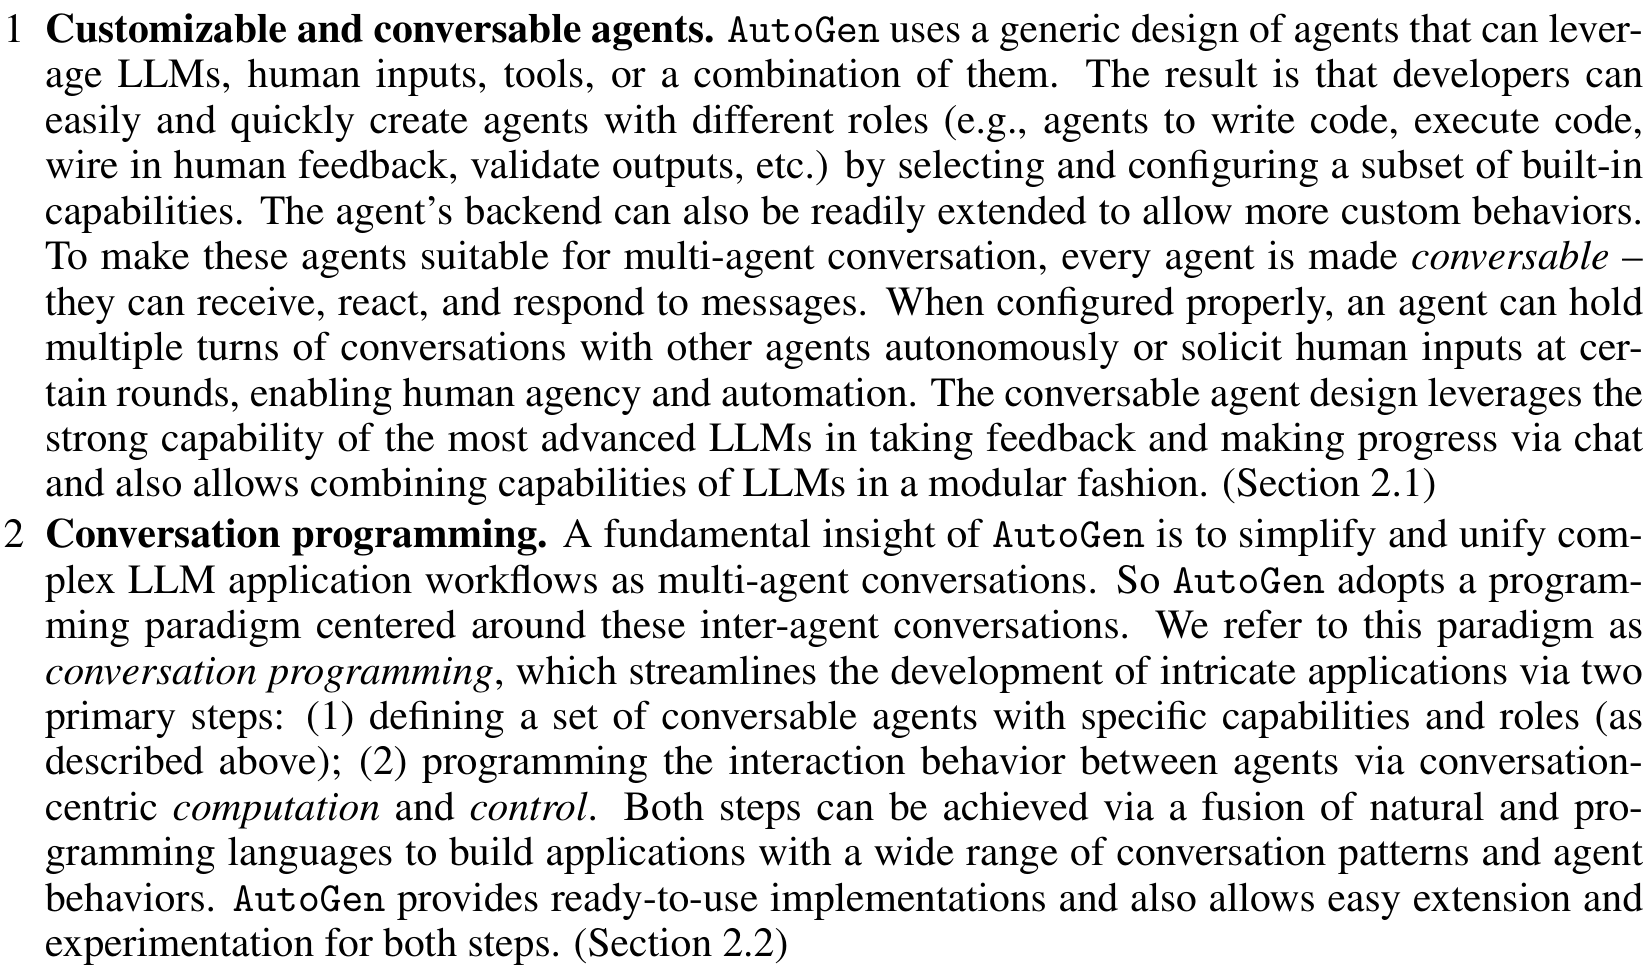 1 Customizable and conversable agents. AutoGen uses a generic design of agents that can lever-
age LLMs, human inputs, tools, or a combination of them. The result is that developers can
easily and quickly create agents with different roles (e.g., agents to write code, execute code,
wire in human feedback, validate outputs, etc.) by selecting and configuring a subset of built-in
capabilities. The agent's backend can also be readily extended to allow more custom behaviors.
To make these agents suitable for multi-agent conversation, every agent is made conversable –
they can receive, react, and respond to messages. When configured properly, an agent can hold
multiple turns of conversations with other agents autonomously or solicit human inputs at cer-
tain rounds, enabling human agency and automation. The conversable agent design leverages the
strong capability of the most advanced LLMs in taking feedback and making progress via chat
and also allows combining capabilities of LLMs in a modular fashion. (Section 2.1)
2 Conversation programming. A fundamental insight of AutoGen is to simplify and unify com-
plex LLM application workflows as multi-agent conversations. So AutoGen adopts a program-
ming paradigm centered around these inter-agent conversations. We refer to this paradigm as
conversation programming, which streamlines the development of intricate applications via two
primary steps: (1) defining a set of conversable agents with specific capabilities and roles (as
described above); (2) programming the interaction behavior between agents via conversation-
centric computation and control. Both steps can be achieved via a fusion of natural and pro-
gramming languages to build applications with a wide range of conversation patterns and agent
behaviors. AutoGen provides ready-to-use implementations and also allows easy extension and
experimentation for both steps. (Section 2.2)